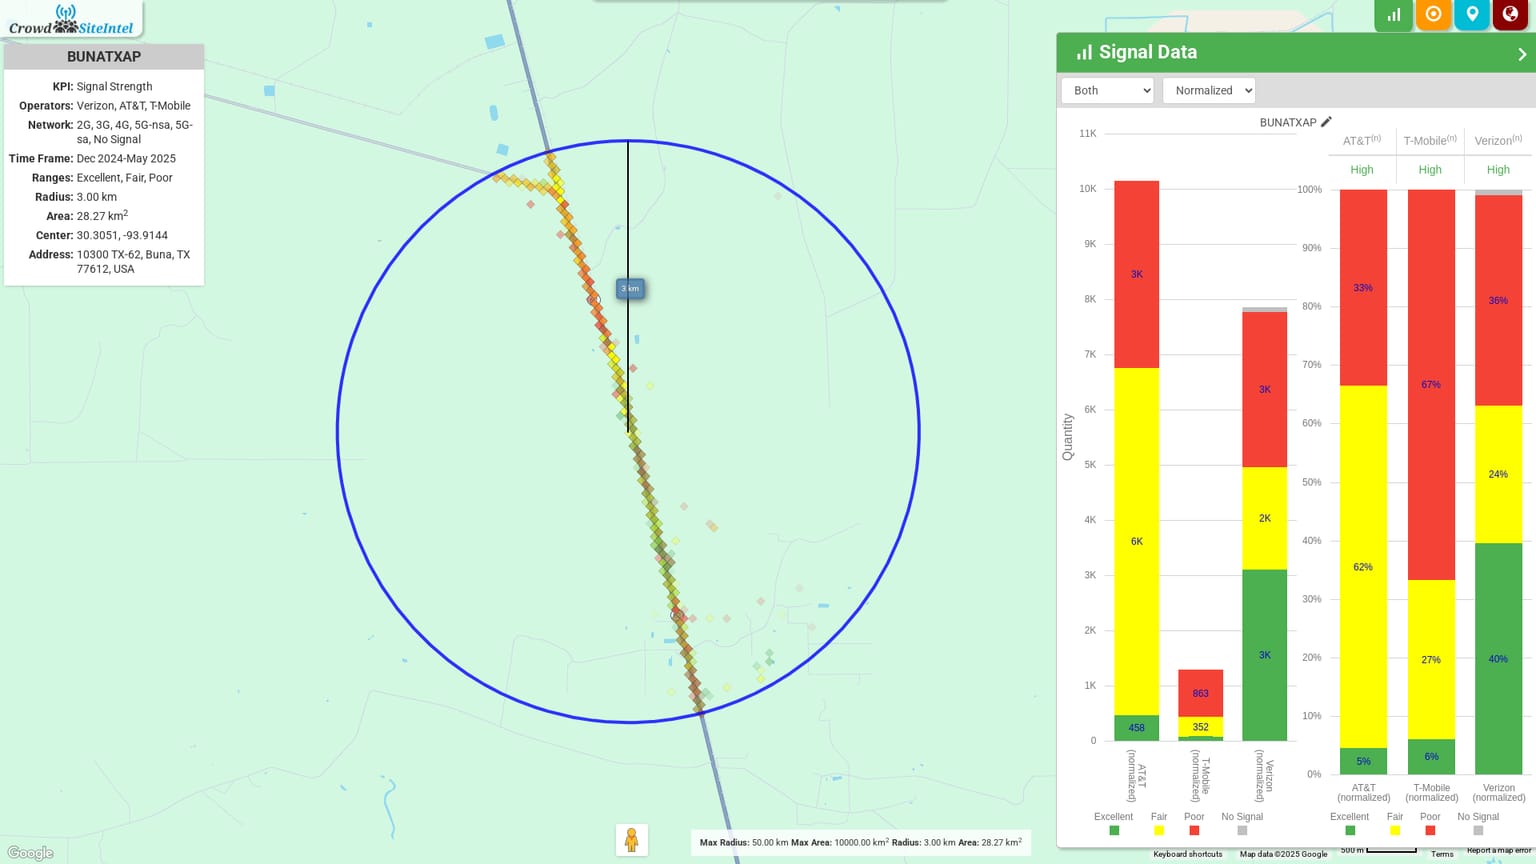 Crowd SiteIntel
BUNATXAP
KPI: Signal Strength
Operators: Verizon, AT&T, T-Mobile
Network: 2G, 3G, 4G, 5G-nsa, 5G-
sa, No Signal
Time Frame: Dec 2024-May 2025
Ranges: Excellent, Fair, Poor
Radius: 3.00 km
Area: 28.27 km2
Center: 30.3051, -93.9144
Address: 10300 TX-62, Buna, TX
77612, USA
3 km
Signal Data
Both
Normalized
BUNATXAP
AT&T(n) T-Mobile(n) Verizon(n)
High High High
Quantity
11K
10K
9K
8K
7K
6K
5K
4K
3K
2K
1K
0
3K
6K
458
863
352
3K
2K
3K
AT&T
(normalized)
T-Mobile
(normalized)
Verizon
(normalized)
Excellent Fair Poor No Signal
100%
90%
80%
70%
60%
50%
40%
30%
20%
10%
0%
33%
62%
5%
67%
27%
6%
36%
24%
40%
AT&T
(normalized)
T-Mobile
(normalized)
Verizon
(normalized)
Excellent Fair Poor No Signal
Max Radius: 50.00 km Max Area: 10000.00 km2 Radius: 3.00 km Area: 28.27 km2
Google
Keyboard shortcuts Map data ©2025 Google 500 m Terms Report a map error